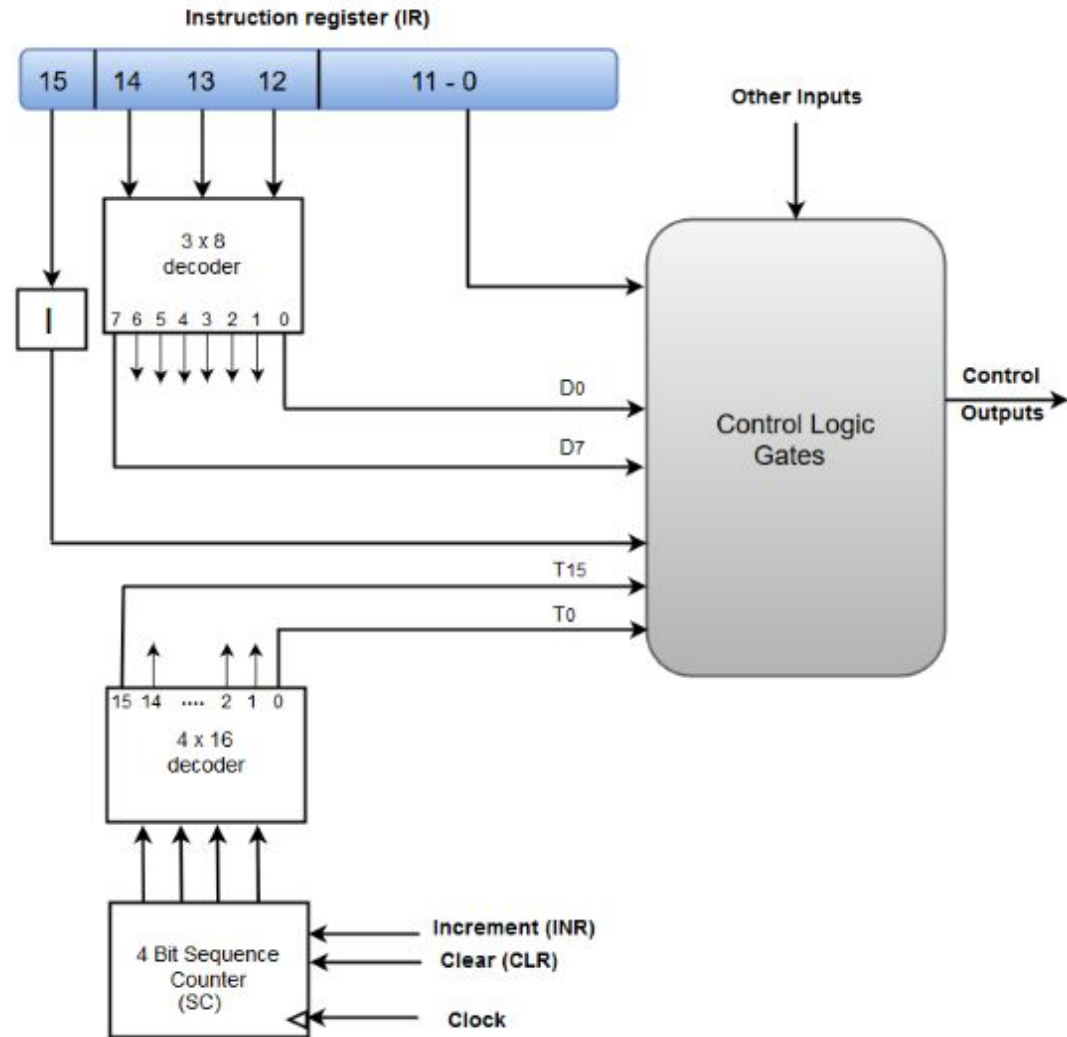 Instruction register (IR)
15 14 13 12 11 - 0
Other Inputs
3 x 8
decoder
I
7 6 5 4 3 2 1 0
D0
Control
Outputs
Control Logic
Gates
D7
T15
T0
15 14 .... 2 1 0
4 x 16
decoder
Increment (INR)
4 Bit Sequence
Counter
(SC)
Clear (CLR)
Clock